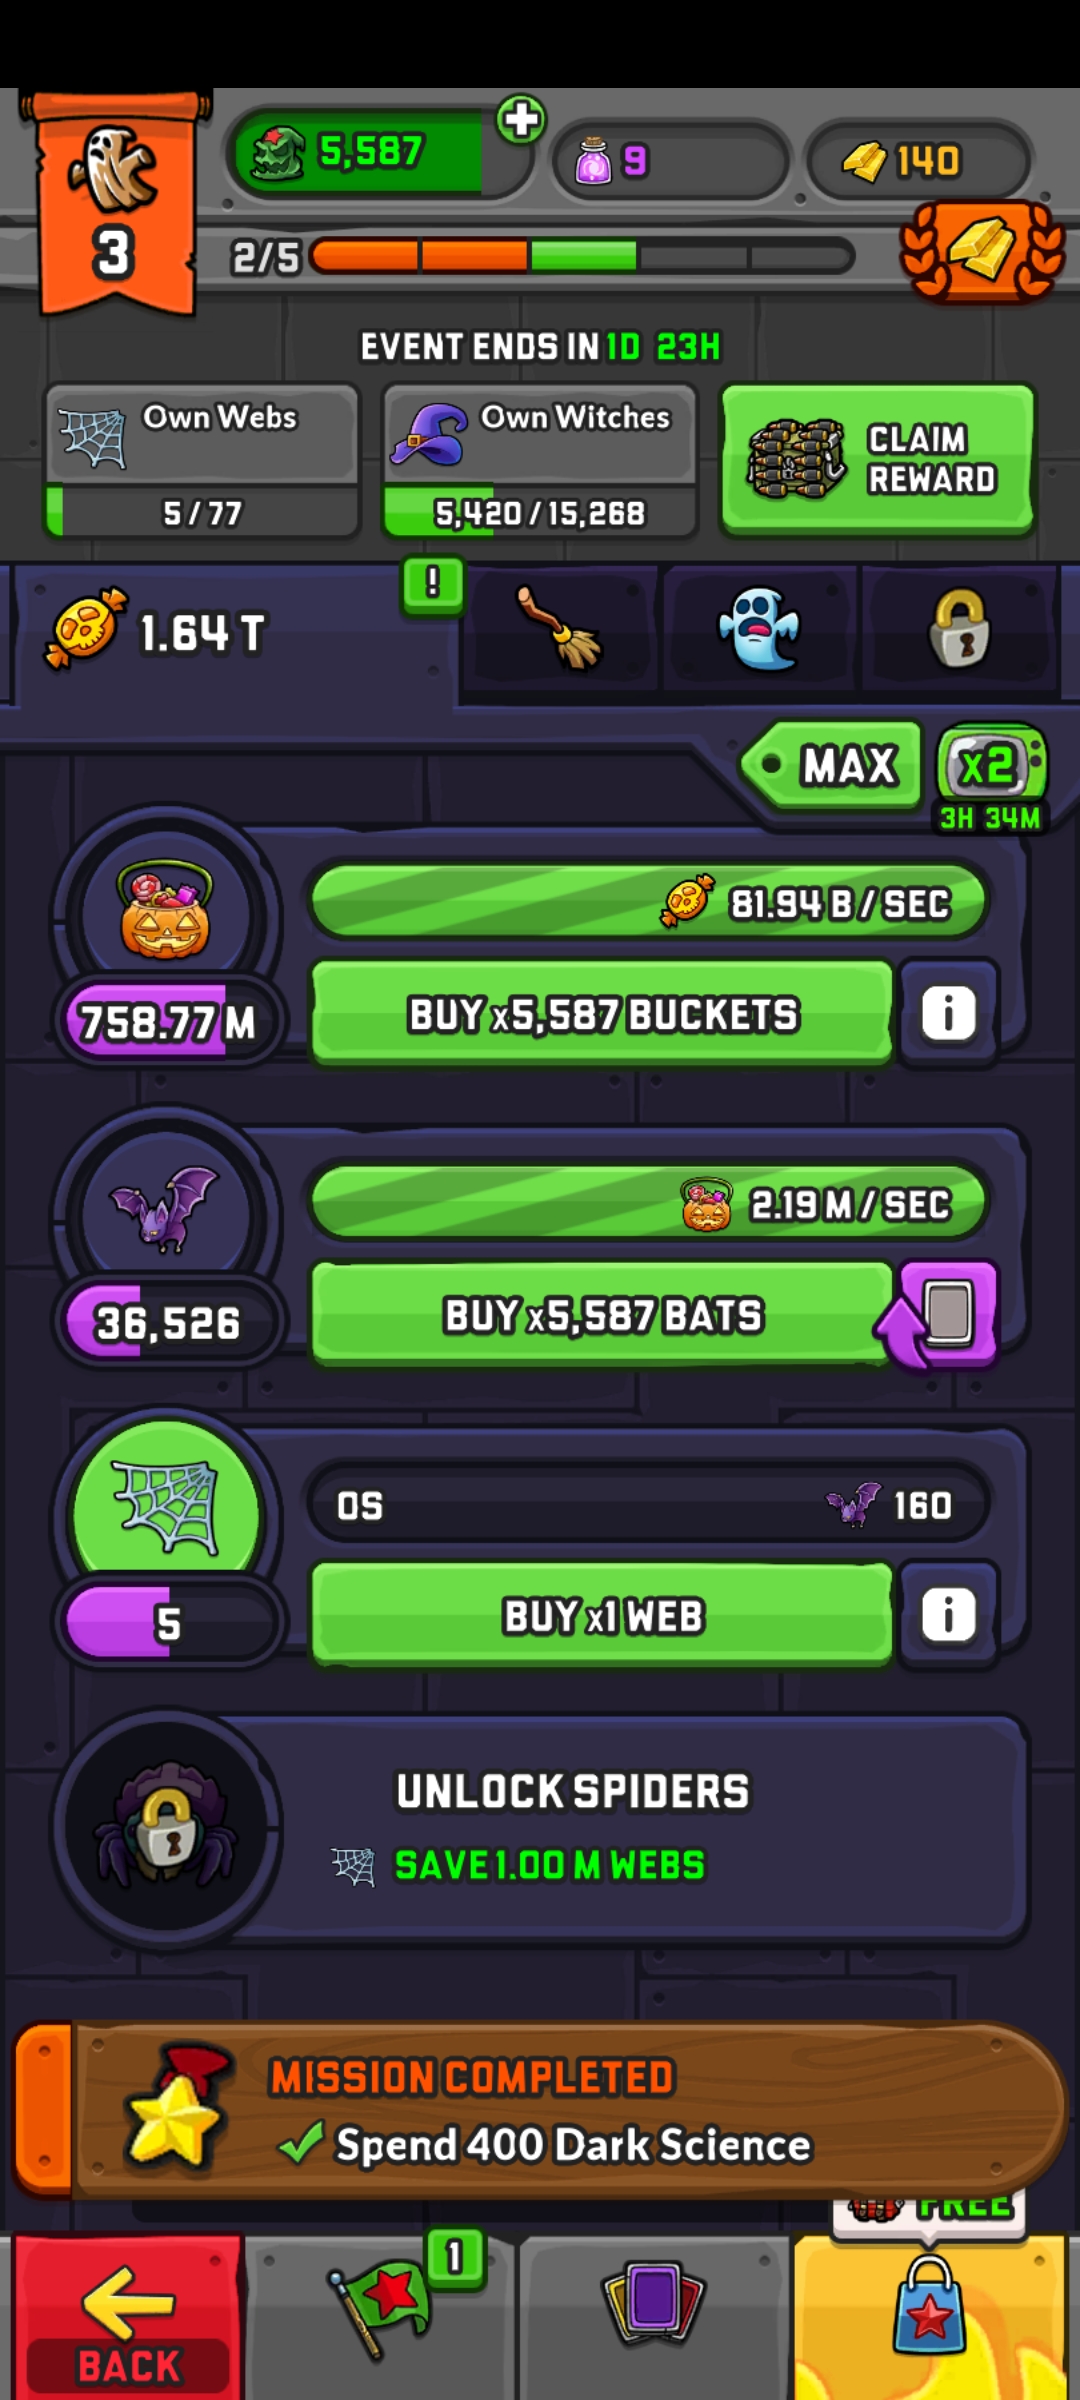 5,587
9
140
3
2/5
EVENT ENDS IN 1D 23H
Own Webs
5/77
Own Witches
5,420/15,268
CLAIM
REWARD
1.64 T
!
MAX
x2
3H 34M
81.94 B/SEC
758.77 M
BUY x5,587 BUCKETS
i
2.19 M/SEC
36,526
BUY x5,587 BATS
0S
160
5
BUY x1 WEB
i
UNLOCK SPIDERS
SAVE 1.00 M WEBS
MISSION COMPLETED
Spend 400 Dark Science
FREE
1
BACK